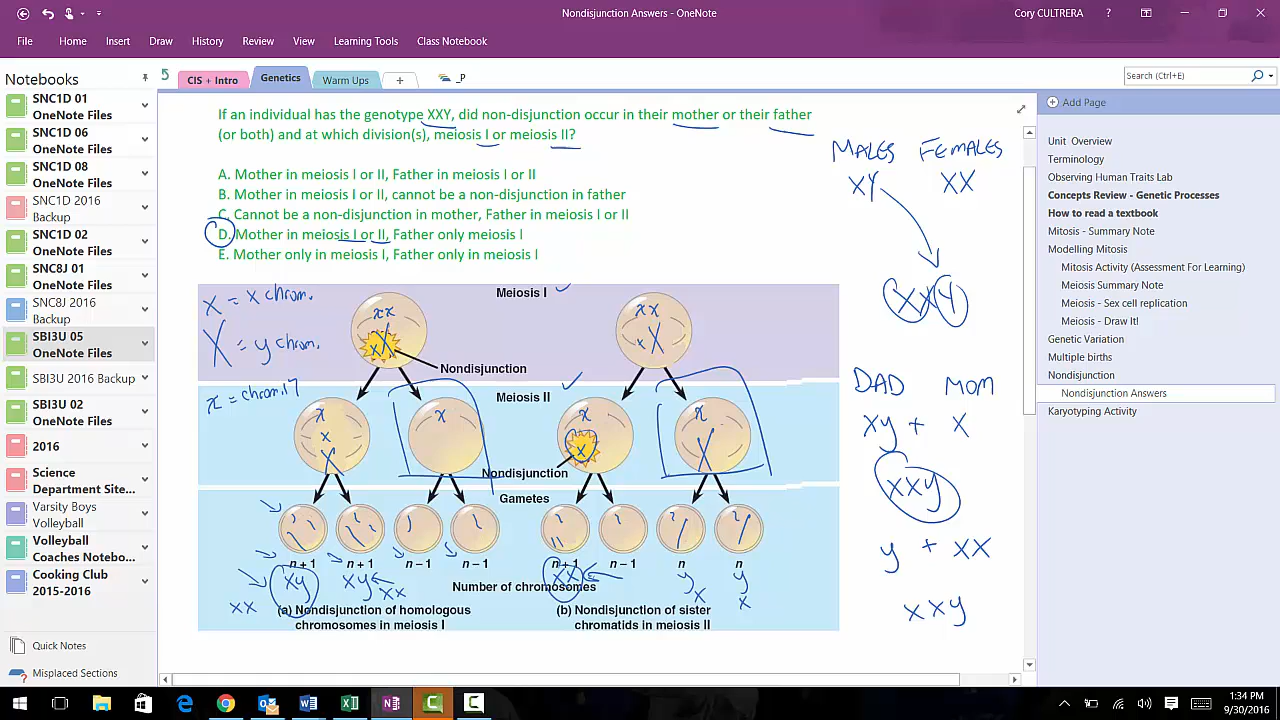 Nondisjunction Answers - OneNote
Cory CULTRERA
?
File Home Insert Draw History Review View Learning Tools Class Notebook
Notebooks
CIS + Intro
Genetics
Warm Ups
+
_P
Search (Ctrl+E)
SNC1D 01
OneNote Files
SNC1D 06
OneNote Files
SNC1D 08
OneNote Files
SNC1D 2016
Backup
SNC1D 02
OneNote Files
SNC8J 01
OneNote Files
SNC8J 2016
Backup
SBI3U 05
OneNote Files
SBI3U 2016 Backup
SBI3U 02
OneNote Files
2016
Science
Department Site...
Varsity Boys
Volleyball
Volleyball
Coaches Notebo...
Cooking Club
2015-2016
Quick Notes
Misplaced Sections
If an individual has the genotype XXY, did non-disjunction occur in their mother or their father
(or both) and at which division(s), meiosis I or meiosis II?
A. Mother in meiosis I or II, Father in meiosis I or II
B. Mother in meiosis I or II, cannot be a non-disjunction in father
C. Cannot be a non-disjunction in mother, Father in meiosis I or II
D. Mother in meiosis I or II, Father only meiosis I
E. Mother only in meiosis I, Father only in meiosis I
MALES FEMALES
XY XX
XXY
DAD MOM
XY + X
XXY
y + XX
XXy
Meiosis I
X = x chrom.
X = y chrom.
x = chrom 17
Nondisjunction
Meiosis II
Nondisjunction
Gametes
n + 1 n + 1 n − 1 n − 1 n + 1 n − 1 n n
Number of chromosomes
xy xy xx xx y y
xx x x
(a) Nondisjunction of homologous
chromosomes in meiosis I
(b) Nondisjunction of sister
chromatids in meiosis II
Add Page
Unit Overview
Terminology
Observing Human Traits Lab
Concepts Review - Genetic Processes
How to read a textbook
Mitosis - Summary Note
Modelling Mitosis
Mitosis Activity (Assessment For Learning)
Meiosis Summary Note
Meiosis - Sex cell replication
Meiosis - Draw It!
Genetic Variation
Multiple births
Nondisjunction
Nondisjunction Answers
Karyotyping Activity
1:34 PM
9/30/2016